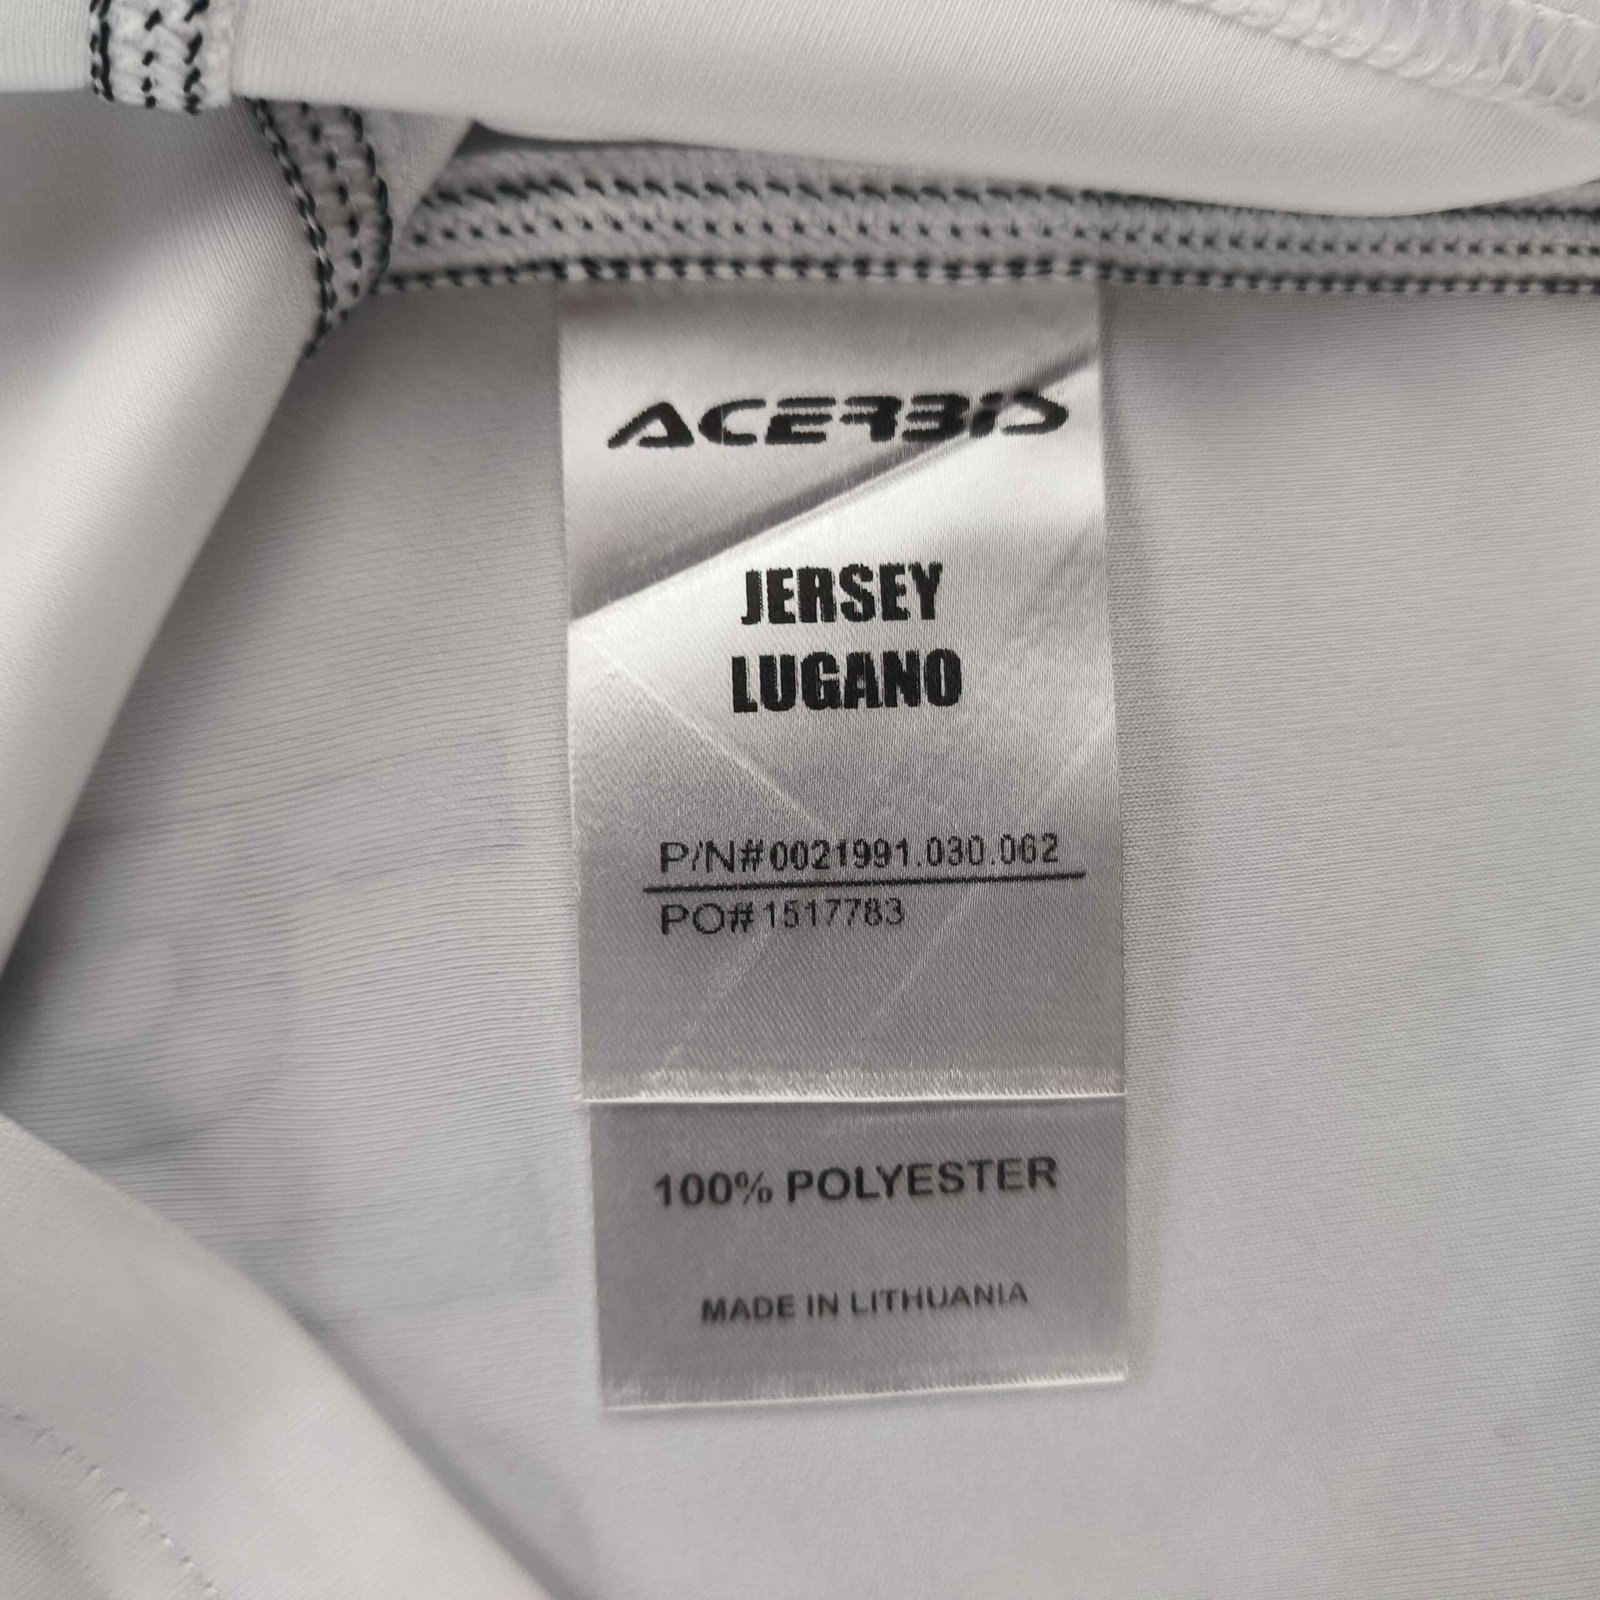 ACERBIS
JERSEY
LUGANO
P/N#0021991.030.062
PO#1517783
100% POLYESTER
MADE IN LITHUANIA